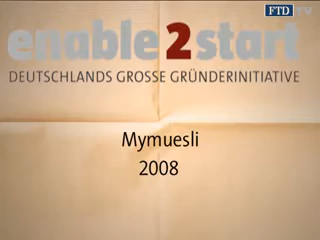 FTD TV
enable2start
DEUTSCHLANDS GROSSE GRÜNDERINITIATIVE
Mymuesli
2008